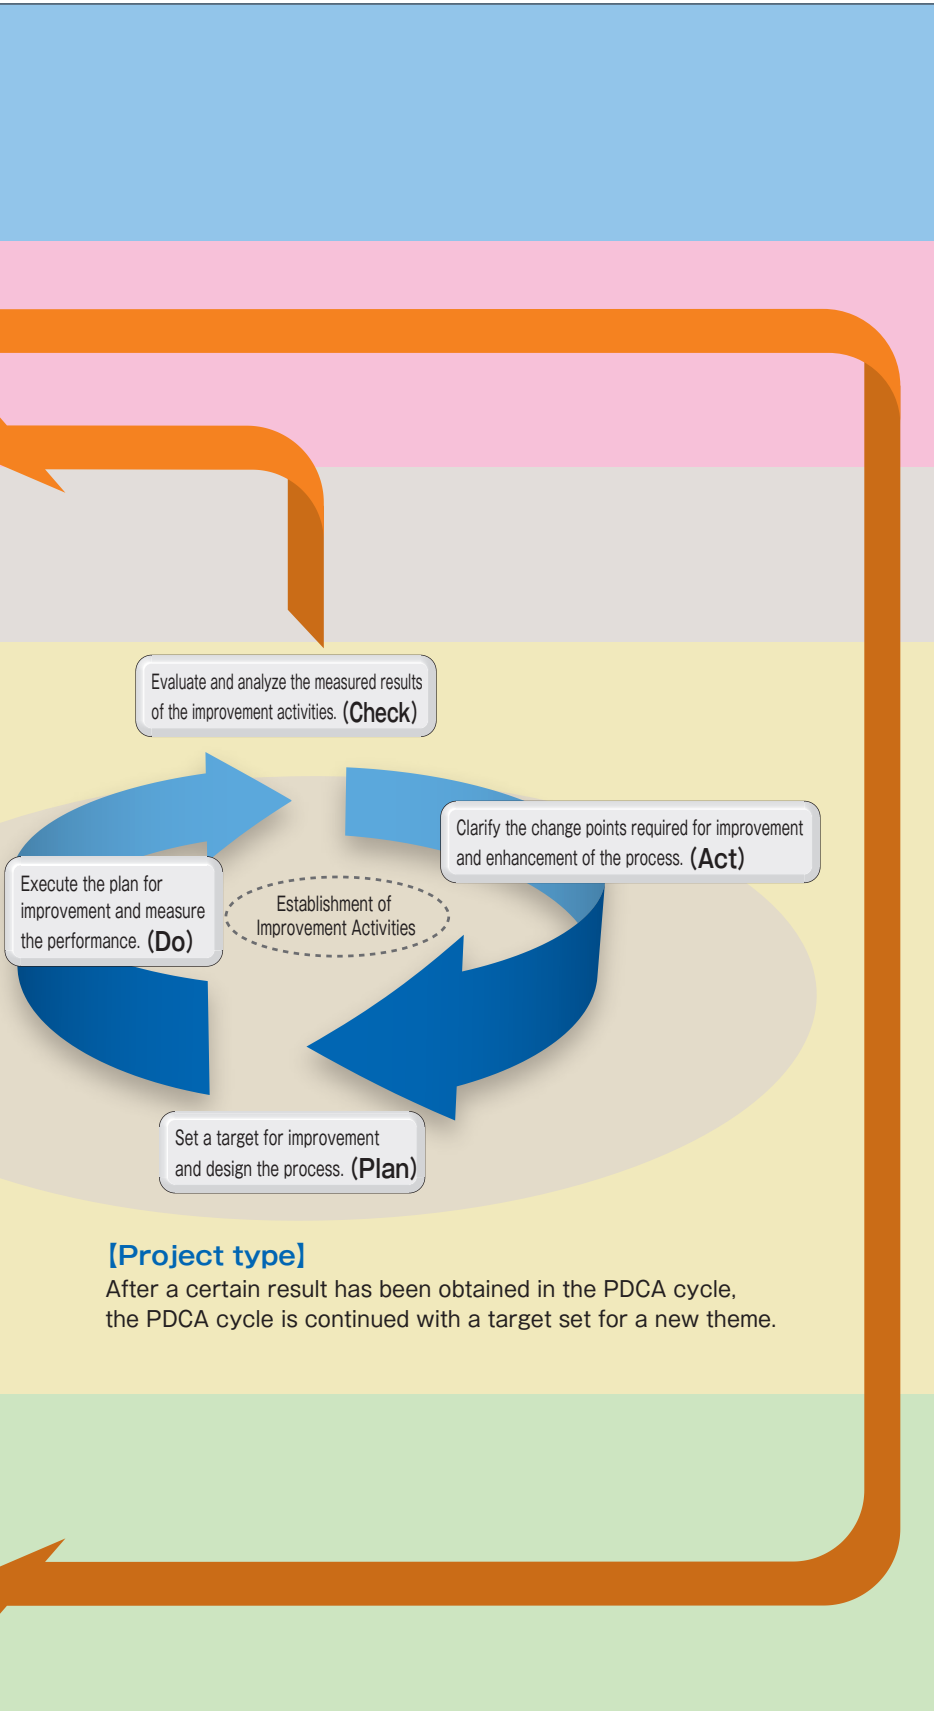 Evaluate and analyze the measured results
of the improvement activities. (Check)
Clarify the change points required for improvement
and enhancement of the process. (Act)
Execute the plan for
improvement and measure
the performance. (Do)
Establishment of
Improvement Activities
Set a target for improvement
and design the process. (Plan)
【Project type】
After a certain result has been obtained in the PDCA cycle,
the PDCA cycle is continued with a target set for a new theme.